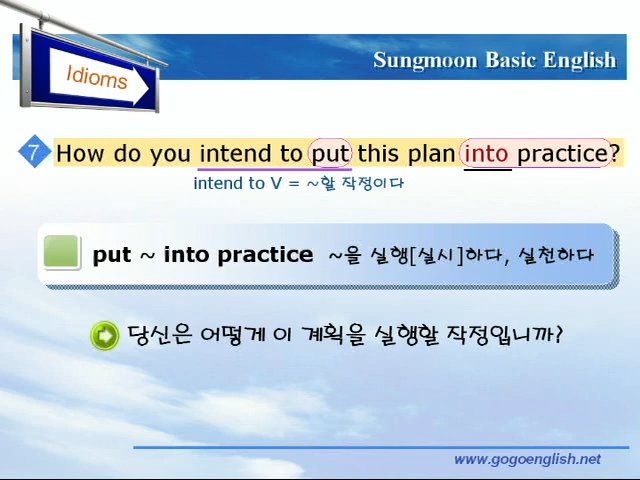 Idioms
Sungmoon Basic English
7 How do you intend to put this plan into practice?
intend to V = ~할 작정이다
put ~ into practice ~을 실행[실시]하다, 실천하다
당신은 어떻게 이 계획을 실행할 작정입니까?
www.gogoenglish.net